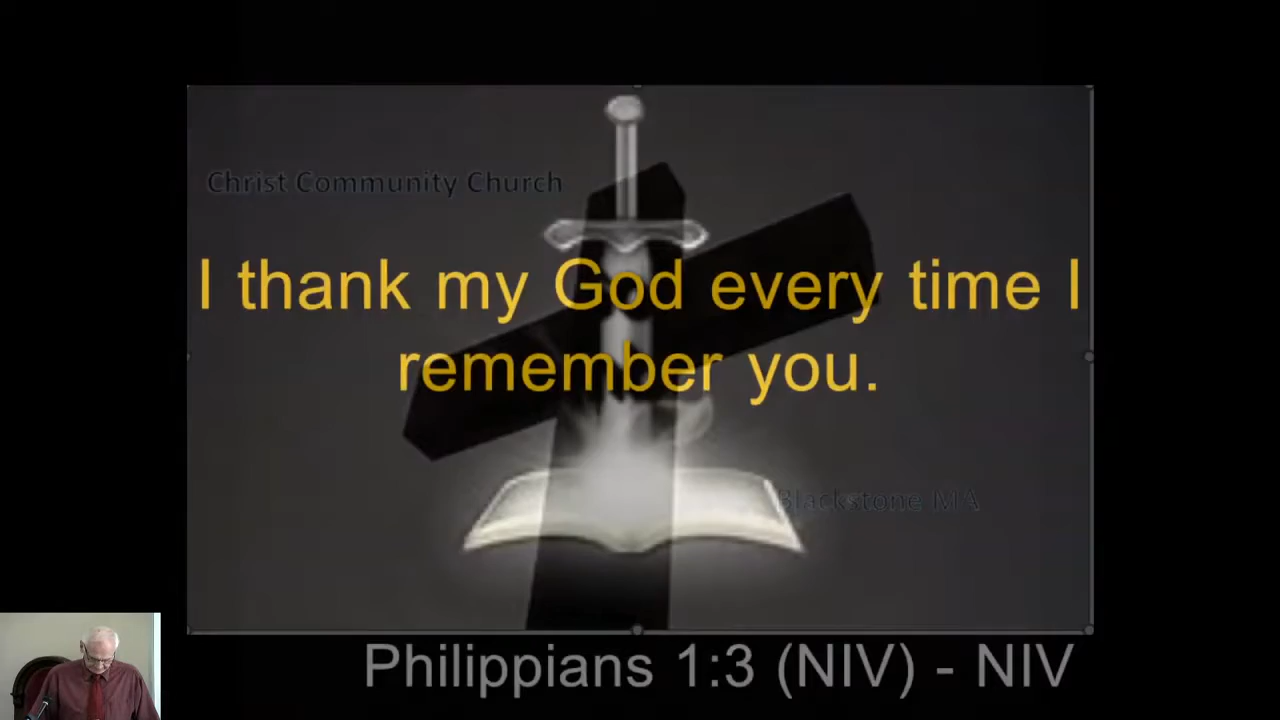 Christ Community Church
I thank my God every time I
remember you.
Blackstone MA
Philippians 1:3 (NIV) - NIV